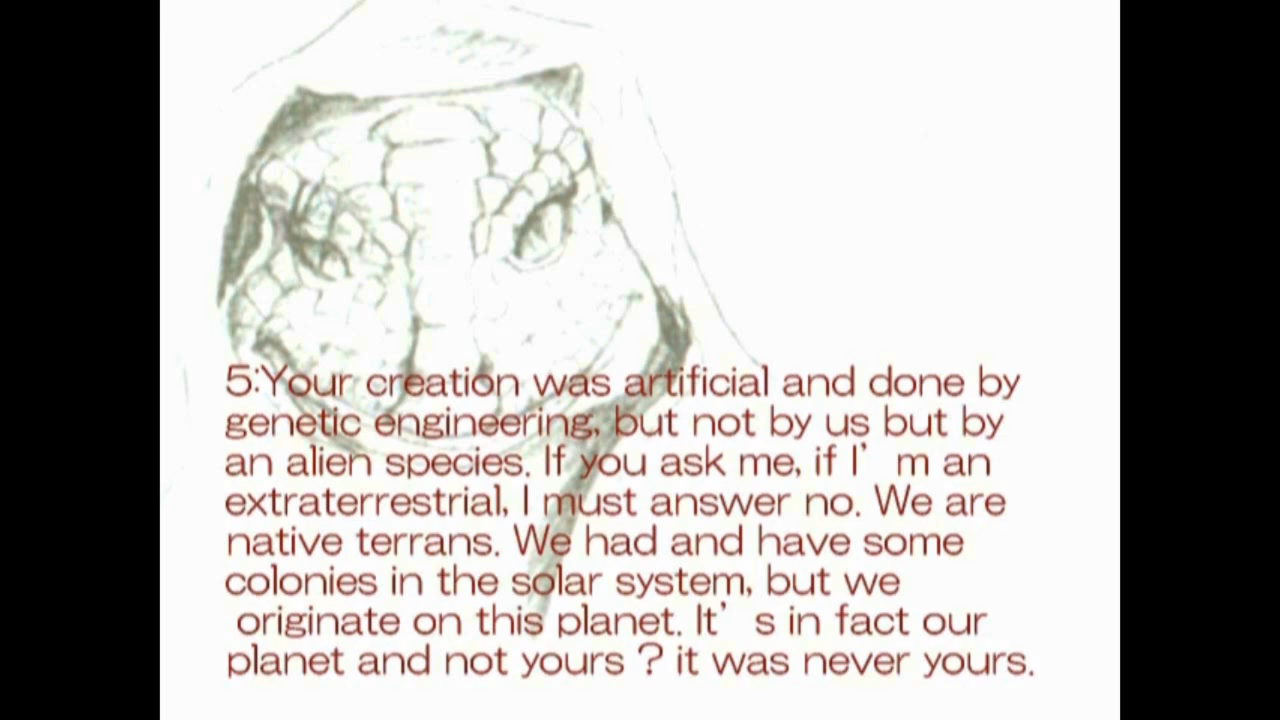 5:Your creation was artificial and done by
genetic engineering, but not by us but by
an alien species. If you ask me, if I’ m an
extraterrestrial, I must answer no. We are
native terrans. We had and have some
colonies in the solar system, but we
originate on this planet. It’ s in fact our
planet and not yours ? it was never yours.